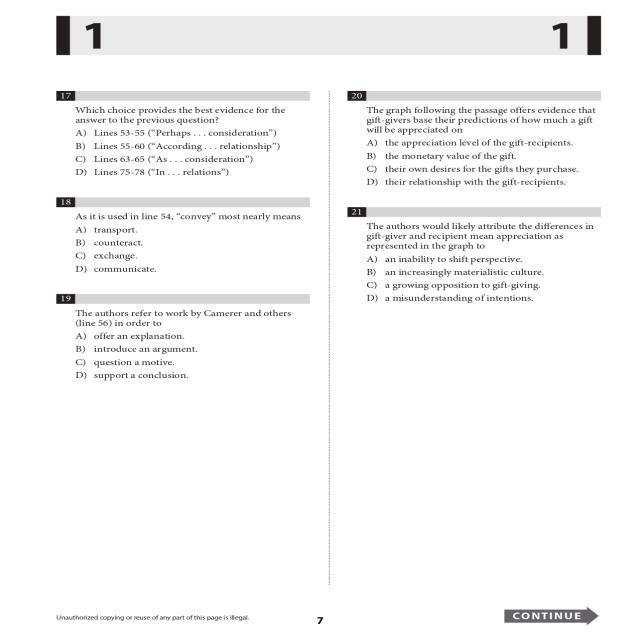 1
1
17
Which choice provides the best evidence for the
answer to the previous question?
A) Lines 53-55 (“Perhaps . . . consideration”)
B) Lines 55-60 (“According . . . relationship”)
C) Lines 63-65 (“As . . . consideration”)
D) Lines 75-78 (“In . . . relations”)
18
As it is used in line 54, “convey” most nearly means
A) transport.
B) counteract.
C) exchange.
D) communicate.
19
The authors refer to work by Camerer and others
(line 56) in order to
A) offer an explanation.
B) introduce an argument.
C) question a motive.
D) support a conclusion.
20
The graph following the passage offers evidence that
gift-givers base their predictions of how much a gift
will be appreciated on
A) the appreciation level of the gift-recipients.
B) the monetary value of the gift.
C) their own desires for the gifts they purchase.
D) their relationship with the gift-recipients.
21
The authors would likely attribute the differences in
gift-giver and recipient mean appreciation as
represented in the graph to
A) an inability to shift perspective.
B) an increasingly materialistic culture.
C) a growing opposition to gift-giving.
D) a misunderstanding of intentions.
Unauthorized copying or reuse of any part of this page is illegal.
7
CONTINUE